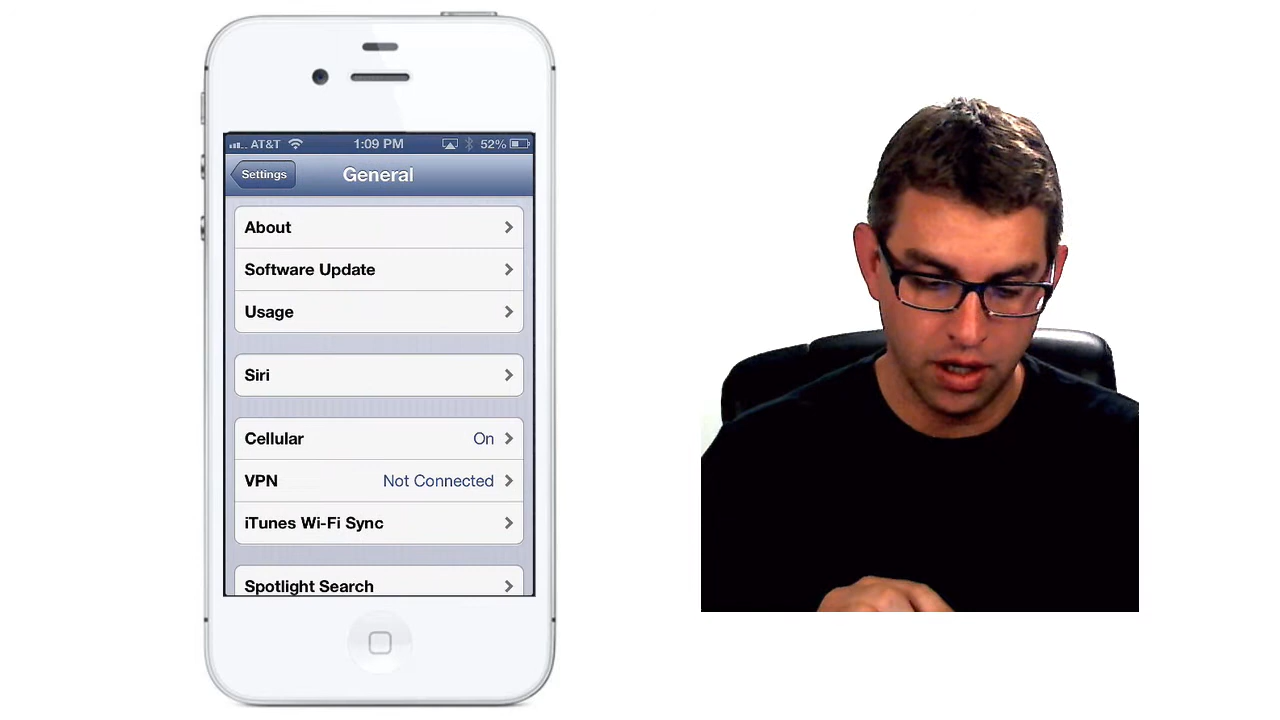 AT&T 1:09 PM 52%
Settings General
About
Software Update
Usage
Siri
Cellular On
VPN Not Connected
iTunes Wi-Fi Sync
Spotlight Search